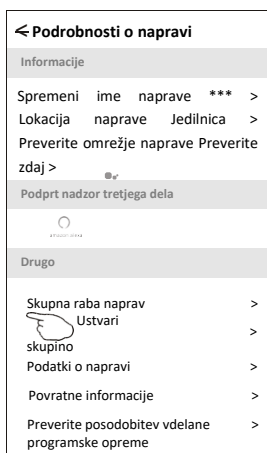 < Podrobnosti o napravi
Informacije
Spremeni ime naprave *** >
Lokacija naprave Jedilnica >
Preverite omrežje naprave Preverite
zdaj >
Podprt nadzor tretjega dela
Drugo
Skupna raba naprav >
Ustvari >
skupino
Podatki o napravi >
Povratne informacije >
Preverite posodobitev vdelane >
programske opreme